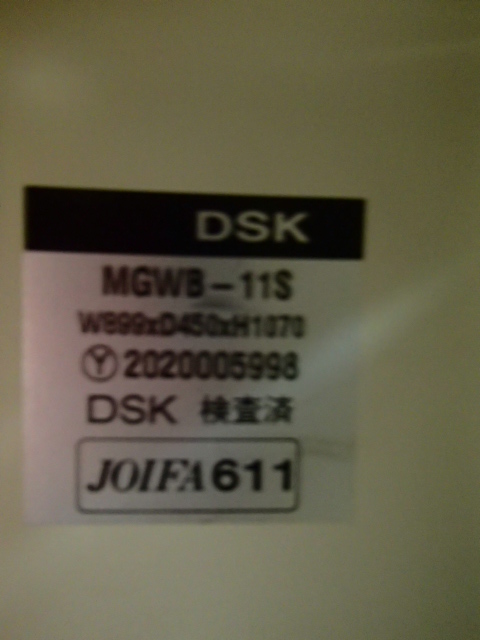 DSK
MGWB-11S
W899xD450xH1070
Ⓨ 2020005998
DSK 検査済
JOIFA611